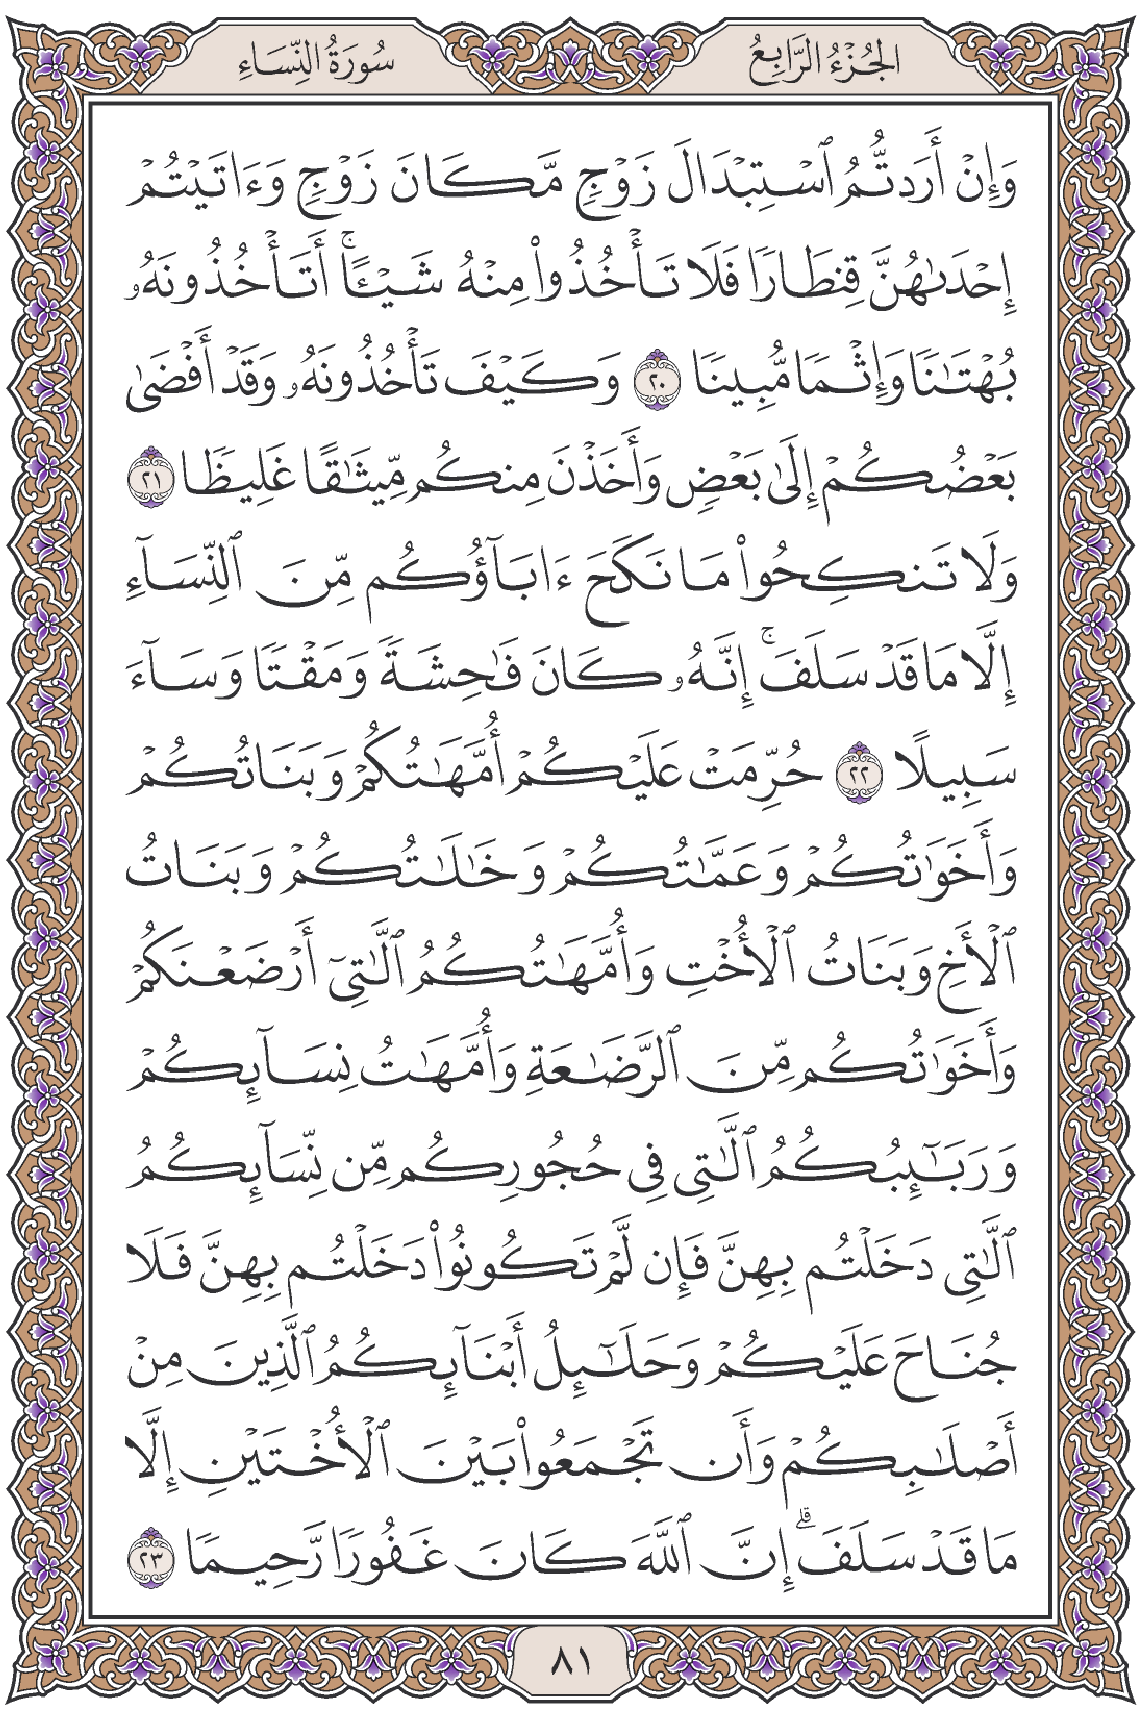 الجُزْءُ الرَّابِعُ
سُورَةُ النِّسَاءِ
وَإِنْ أَرَدتُّمُ ٱسْتِبْدَالَ زَوْجٍ مَّكَانَ زَوْجٍ وَءَاتَيْتُمْ
إِحْدَىٰهُنَّ قِنطَارًا فَلَا تَأْخُذُوا۟ مِنْهُ شَيْـًٔا ۚ أَتَأْخُذُونَهُۥ
بُهْتَـٰنًا وَإِثْمًا مُّبِينًا ٢٠ وَكَيْفَ تَأْخُذُونَهُۥ وَقَدْ أَفْضَىٰ
بَعْضُكُمْ إِلَىٰ بَعْضٍ وَأَخَذْنَ مِنكُم مِّيثَـٰقًا غَلِيظًا ٢١
وَلَا تَنكِحُوا۟ مَا نَكَحَ ءَابَآؤُكُم مِّنَ ٱلنِّسَآءِ
إِلَّا مَا قَدْ سَلَفَ ۚ إِنَّهُۥ كَانَ فَـٰحِشَةً وَمَقْتًا وَسَآءَ
سَبِيلًا ٢٢ حُرِّمَتْ عَلَيْكُمْ أُمَّهَـٰتُكُمْ وَبَنَاتُكُمْ
وَأَخَوَٰتُكُمْ وَعَمَّـٰتُكُمْ وَخَـٰلَـٰتُكُمْ وَبَنَاتُ
ٱلْأَخِ وَبَنَاتُ ٱلْأُخْتِ وَأُمَّهَـٰتُكُمُ ٱلَّـٰتِىٓ أَرْضَعْنَكُمْ
وَأَخَوَٰتُكُم مِّنَ ٱلرَّضَـٰعَةِ وَأُمَّهَـٰتُ نِسَآئِكُمْ
وَرَبَـٰٓئِبُكُمُ ٱلَّـٰتِى فِى حُجُورِكُم مِّن نِّسَآئِكُمُ
ٱلَّـٰتِى دَخَلْتُم بِهِنَّ فَإِن لَّمْ تَكُونُوا۟ دَخَلْتُم بِهِنَّ فَلَا
جُنَاحَ عَلَيْكُمْ وَحَلَـٰٓئِلُ أَبْنَآئِكُمُ ٱلَّذِينَ مِنْ
أَصْلَـٰبِكُمْ وَأَن تَجْمَعُوا۟ بَيْنَ ٱلْأُخْتَيْنِ إِلَّا
مَا قَدْ سَلَفَ ۗ إِنَّ ٱللَّهَ كَانَ غَفُورًا رَّحِيمًا ٢٣
٨١